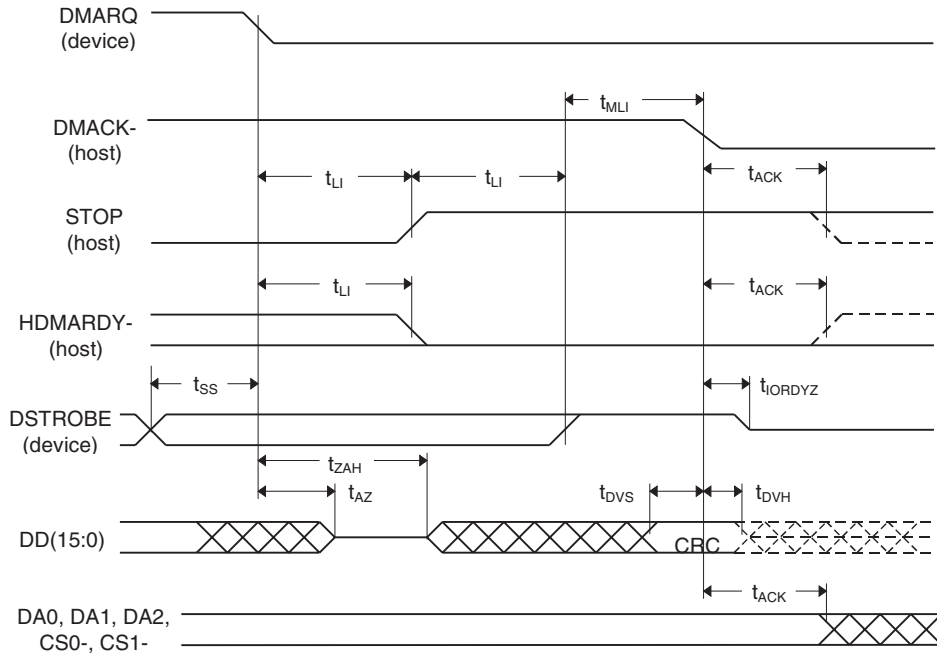 DMARQ
(device)
tMLI
DMACK-
(host)
tLI
tLI
tACK
STOP
(host)
tLI
tACK
HDMARDY-
(host)
tSS
tIORDYZ
DSTROBE
(device)
tZAH
tAZ
tDVS
tDVH
DD(15:0)
CRC
tACK
DA0, DA1, DA2,
CS0-, CS1-